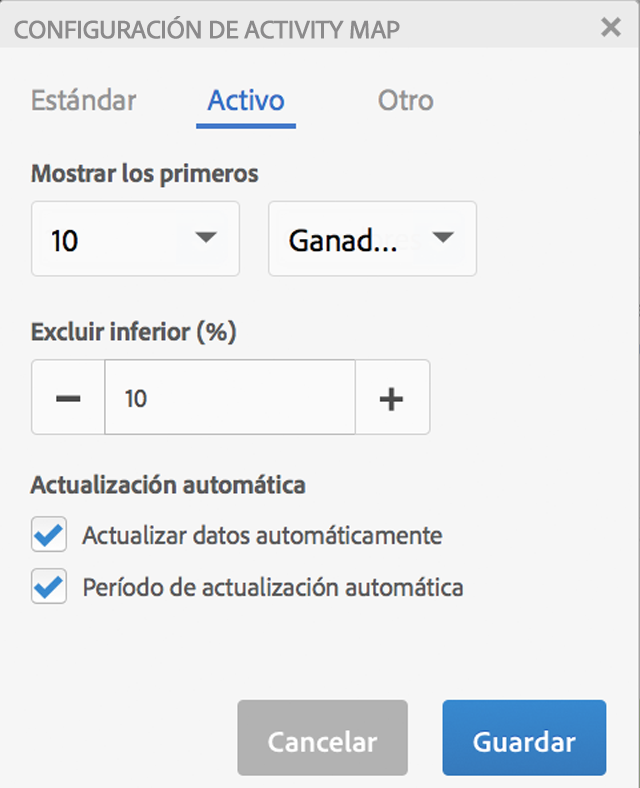 CONFIGURACIÓN DE ACTIVITY MAP
Estándar Activo Otro
Mostrar los primeros
10 Ganad...
Excluir inferior (%)
10
Actualización automática
Actualizar datos automáticamente
Período de actualización automática
Cancelar Guardar